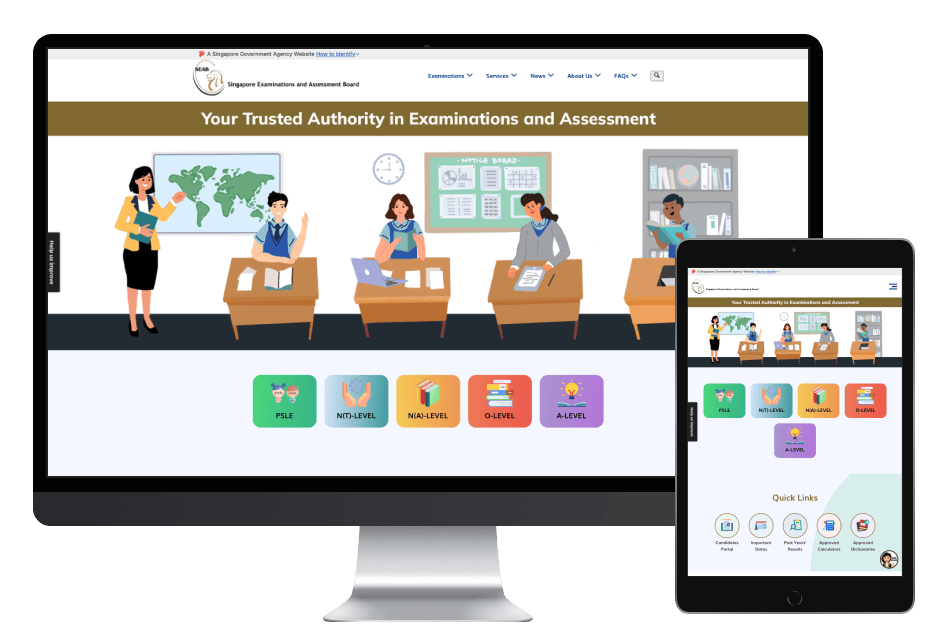 A Singapore Government Agency Website How to identify
SEAB
Singapore Examinations and Assessment Board
Examinations Services News About Us FAQs
Your Trusted Authority in Examinations and Assessment
NOTICE BOARD
Help us improve
PSLE N(T)-LEVEL N(A)-LEVEL O-LEVEL A-LEVEL
A Singapore Government Agency Website How to identify
SEAB
Singapore Examinations and Assessment Board
Your Trusted Authority in Examinations and Assessment
Help us improve
PSLE N(T)-LEVEL N(A)-LEVEL O-LEVEL
A-LEVEL
Quick Links
Candidates Important Past Years' Approved Approved
Portal Dates Results Calculators Dictionaries